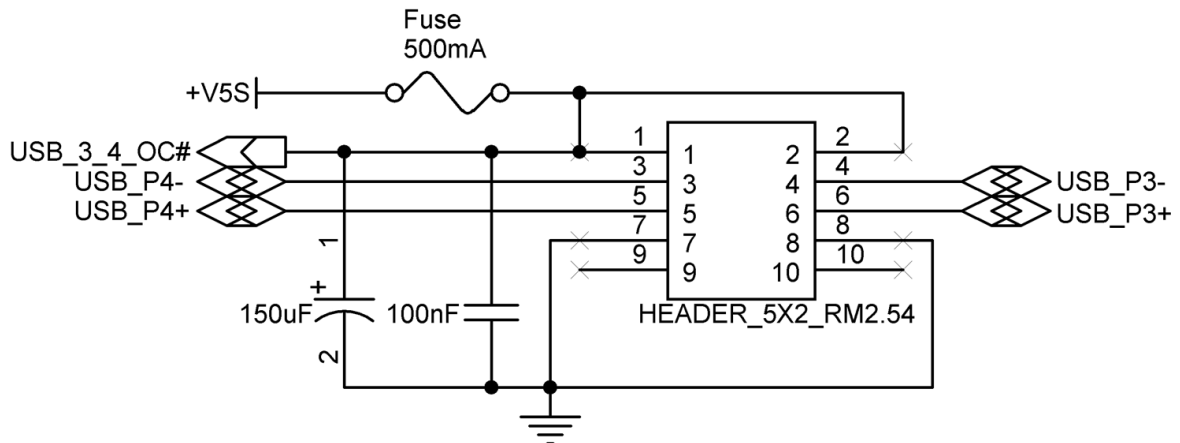 Fuse
500mA
+V5S
USB_3_4_OC#
USB_P4-
USB_P4+
1
3
5
7
9
1
3
5
7
9
2
4
6
8
10
2
4
6
8
10
USB_P3-
USB_P3+
1
+
150uF
2
100nF
HEADER_5X2_RM2.54